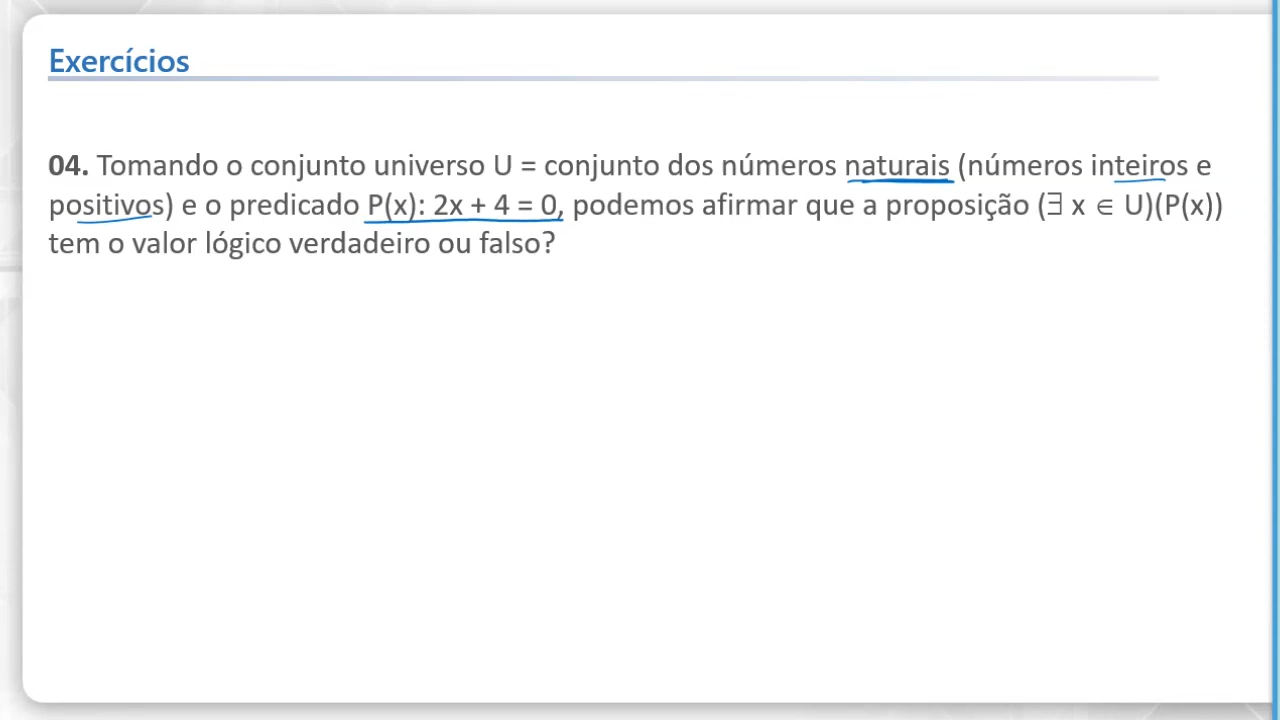 Exercícios
04. Tomando o conjunto universo U = conjunto dos números naturais (números inteiros e
positivos) e o predicado P(x): 2x + 4 = 0, podemos afirmar que a proposição (∃ x ∈ U)(P(x))
tem o valor lógico verdadeiro ou falso?